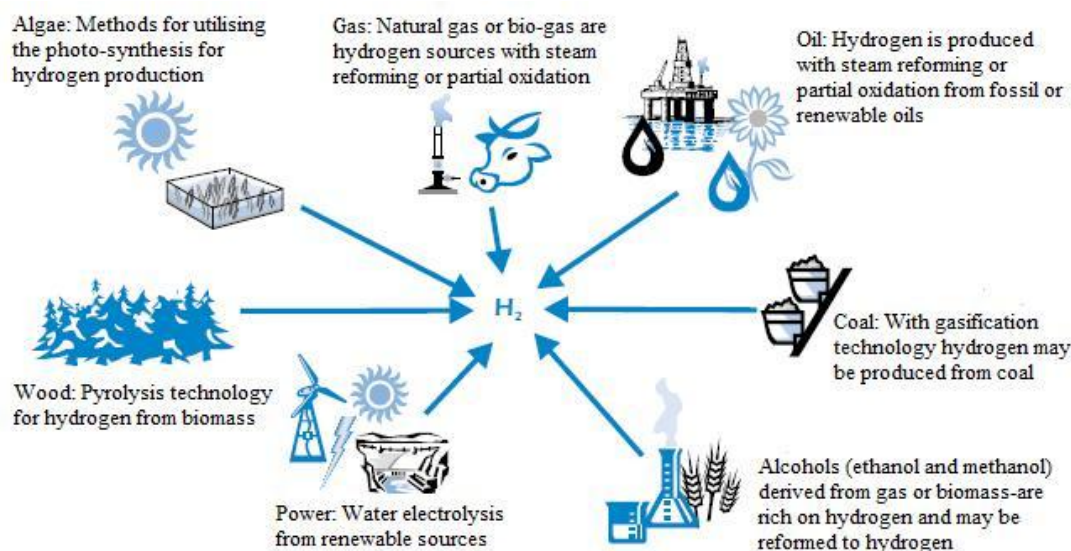 Algae: Methods for utilising
the photo-synthesis for
hydrogen production
Gas: Natural gas or bio-gas are
hydrogen sources with steam
reforming or partial oxidation
Oil: Hydrogen is produced
with steam reforming or
partial oxidation from fossil or
renewable oils
H₂
Coal: With gasification
technology hydrogen may
be produced from coal
Wood: Pyrolysis technology
for hydrogen from biomass
Power: Water electrolysis
from renewable sources
Alcohols (ethanol and methanol)
derived from gas or biomass-are
rich on hydrogen and may be
reformed to hydrogen